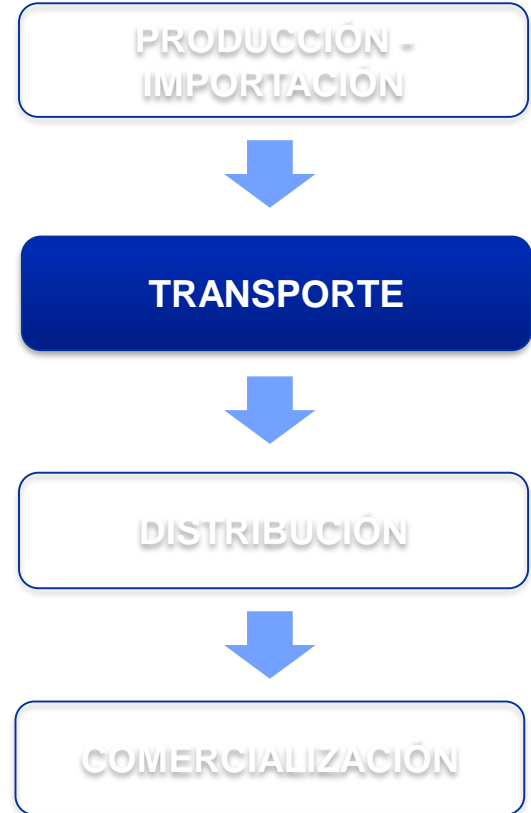 PRODUCCIÓN -
IMPORTACIÓN
TRANSPORTE
DISTRIBUCIÓN
COMERCIALIZACIÓN